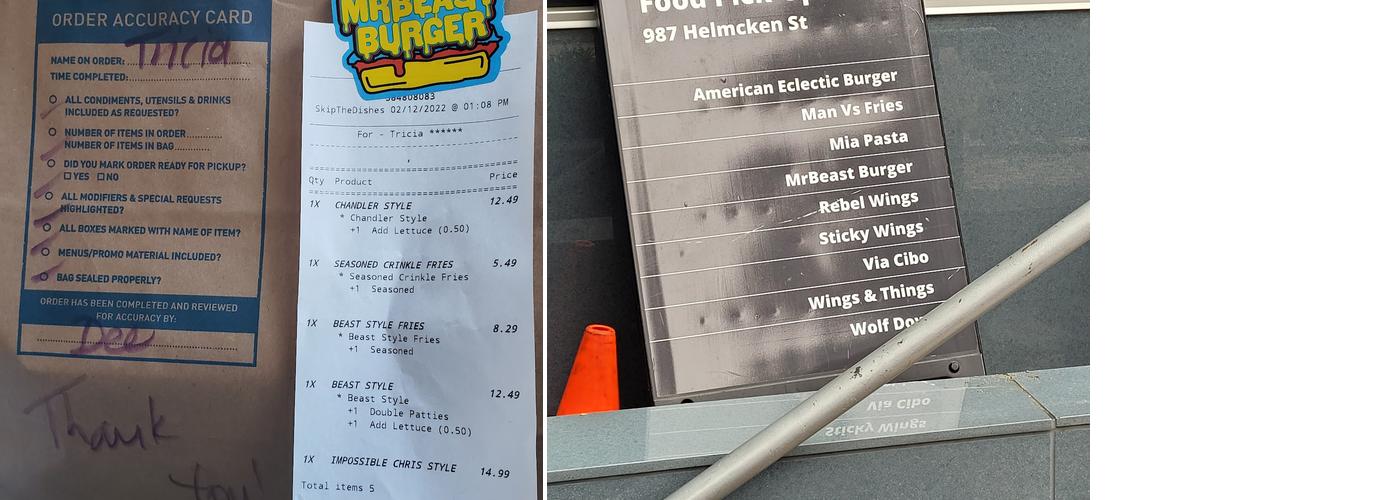 ORDER ACCURACY CARD
NAME ON ORDER: Tricia
TIME COMPLETED:
ALL CONDIMENTS, UTENSILS & DRINKS
INCLUDED AS REQUESTED?
NUMBER OF ITEMS IN ORDER
NUMBER OF ITEMS IN BAG
DID YOU MARK ORDER READY FOR PICKUP?
YES NO
ALL MODIFIERS & SPECIAL REQUESTS
HIGHLIGHTED?
ALL BOXES MARKED WITH NAME OF ITEM?
MENUS/PROMO MATERIAL INCLUDED?
BAG SEALED PROPERLY?
ORDER HAS BEEN COMPLETED AND REVIEWED
FOR ACCURACY BY:
Dee
Thank
you!
MRBEAST
BURGER
SkipTheDishes 02/12/2022 @ 01:08 PM
For - Tricia ******
Qty Product Price
1X CHANDLER STYLE 12.49
* Chandler Style
+1 Add Lettuce (0.50)
1X SEASONED CRINKLE FRIES 5.49
* Seasoned Crinkle Fries
+1 Seasoned
1X BEAST STYLE FRIES 8.29
* Beast Style Fries
+1 Seasoned
1X BEAST STYLE 12.49
* Beast Style
+1 Double Patties
+1 Add Lettuce (0.50)
1X IMPOSSIBLE CHRIS STYLE 14.99
Total items 5
Food Pick-Up
987 Helmcken St
American Eclectic Burger
Man Vs Fries
Mia Pasta
MrBeast Burger
Rebel Wings
Sticky Wings
Via Cibo
Wings & Things
Wolf